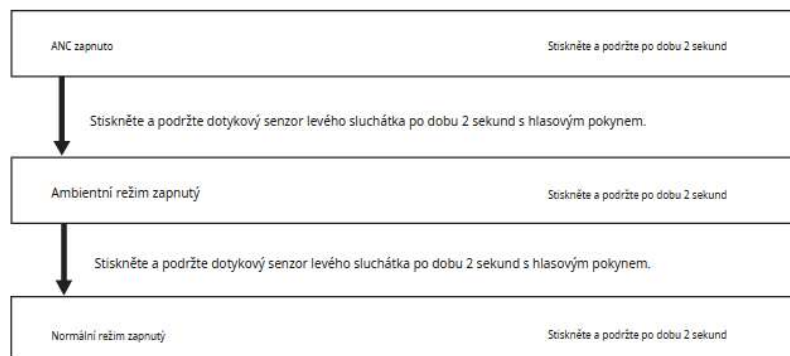 ANC zapnuto
Stiskněte a podržte po dobu 2 sekund
Stiskněte a podržte dotykový senzor levého sluchátka po dobu 2 sekund s hlasovým pokynem.
Ambientní režim zapnutý
Stiskněte a podržte po dobu 2 sekund
Stiskněte a podržte dotykový senzor levého sluchátka po dobu 2 sekund s hlasovým pokynem.
Normální režim zapnutý
Stiskněte a podržte po dobu 2 sekund